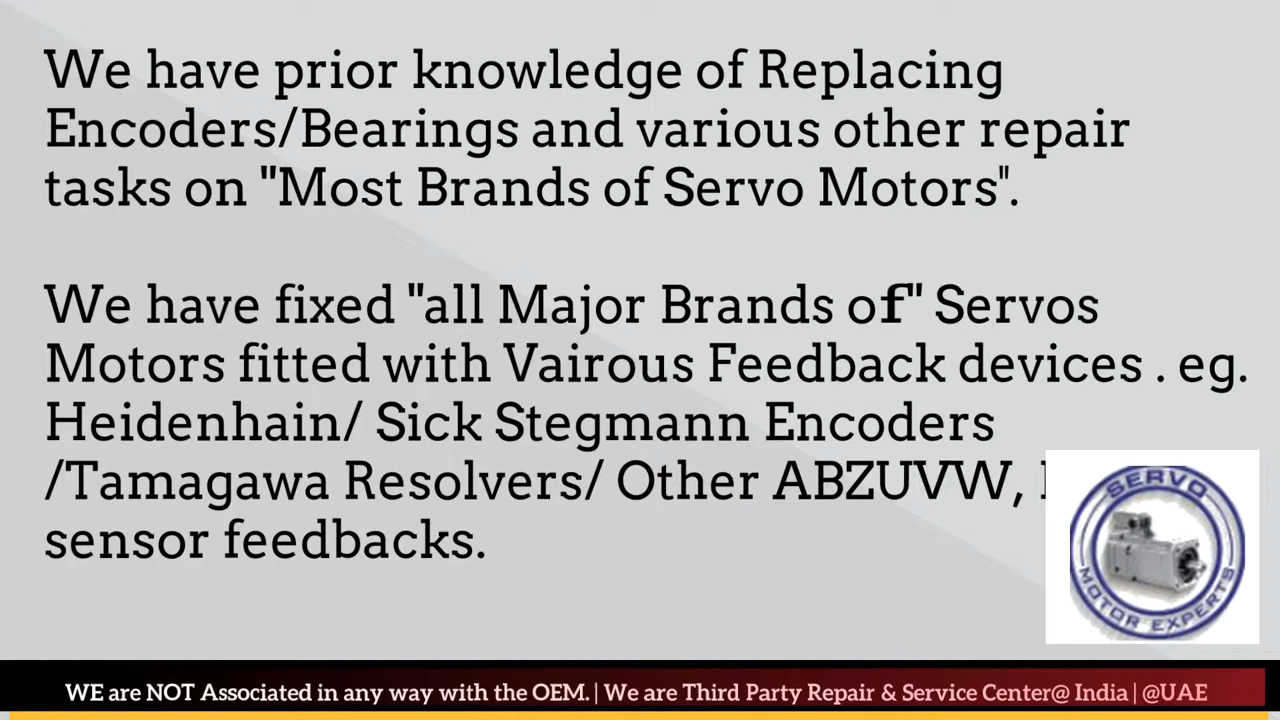 We have prior knowledge of Replacing
Encoders/Bearings and various other repair
tasks on "Most Brands of Servo Motors".
We have fixed "all Major Brands of" Servos
Motors fitted with Vairous Feedback devices . eg.
Heidenhain/ Sick Stegmann Encoders
/Tamagawa Resolvers/ Other ABZUVW,
sensor feedbacks.
SERVO
MOTOR EXPERTS
WE are NOT Associated in any way with the OEM. | We are Third Party Repair & Service Center@ India | @UAE